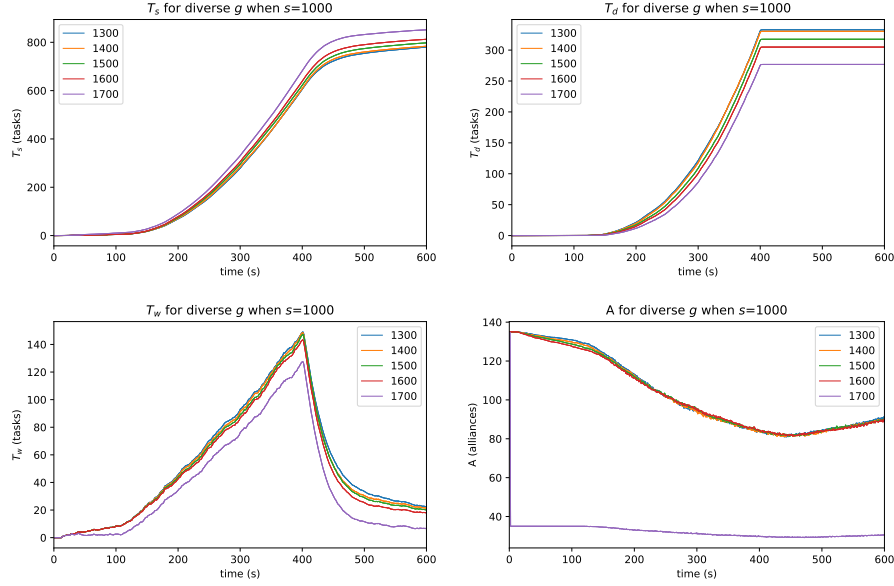 T_s for diverse g when s=1000
T_s (tasks)
800
600
400
200
0
1300
1400
1500
1600
1700
0 100 200 300 400 500 600
time (s)
T_d for diverse g when s=1000
T_d (tasks)
300
250
200
150
100
50
0
1300
1400
1500
1600
1700
0 100 200 300 400 500 600
time (s)
T_w for diverse g when s=1000
T_w (tasks)
140
120
100
80
60
40
20
0
1300
1400
1500
1600
1700
0 100 200 300 400 500 600
time (s)
A for diverse g when s=1000
A (alliances)
140
120
100
80
60
40
1300
1400
1500
1600
1700
0 100 200 300 400 500 600
time (s)